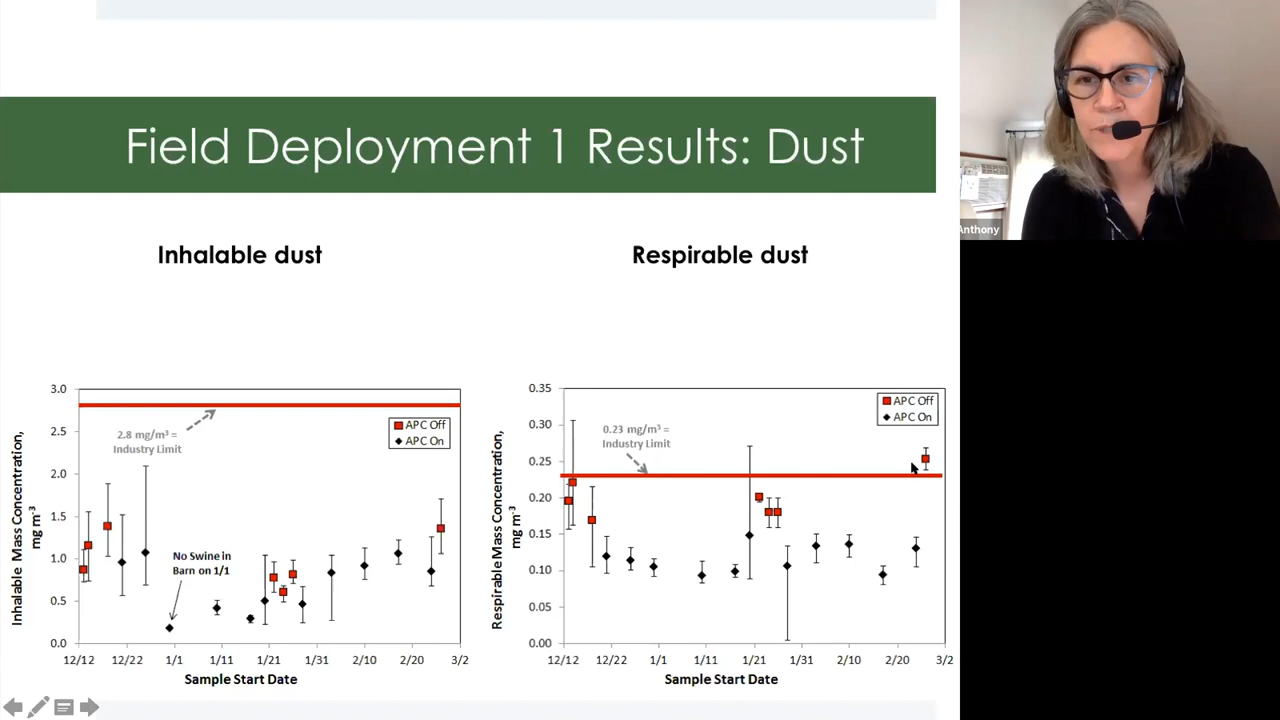 Field Deployment 1 Results: Dust
Anthony
Inhalable dust
Respirable dust
Inhalable Mass Concentration,
mg m⁻³
3.0
2.5
2.0
1.5
1.0
0.5
0.0
2.8 mg/m³ =
Industry Limit
APC Off
APC On
No Swine in
Barn on 1/1
12/12
12/22
1/1
1/11
1/21
1/31
2/10
2/20
3/2
Sample Start Date
Respirable Mass Concentration,
mg m⁻³
0.35
0.30
0.25
0.20
0.15
0.10
0.05
0.00
0.23 mg/m³ =
Industry Limit
APC Off
APC On
12/12
12/22
1/1
1/11
1/21
1/31
2/10
2/20
3/2
Sample Start Date